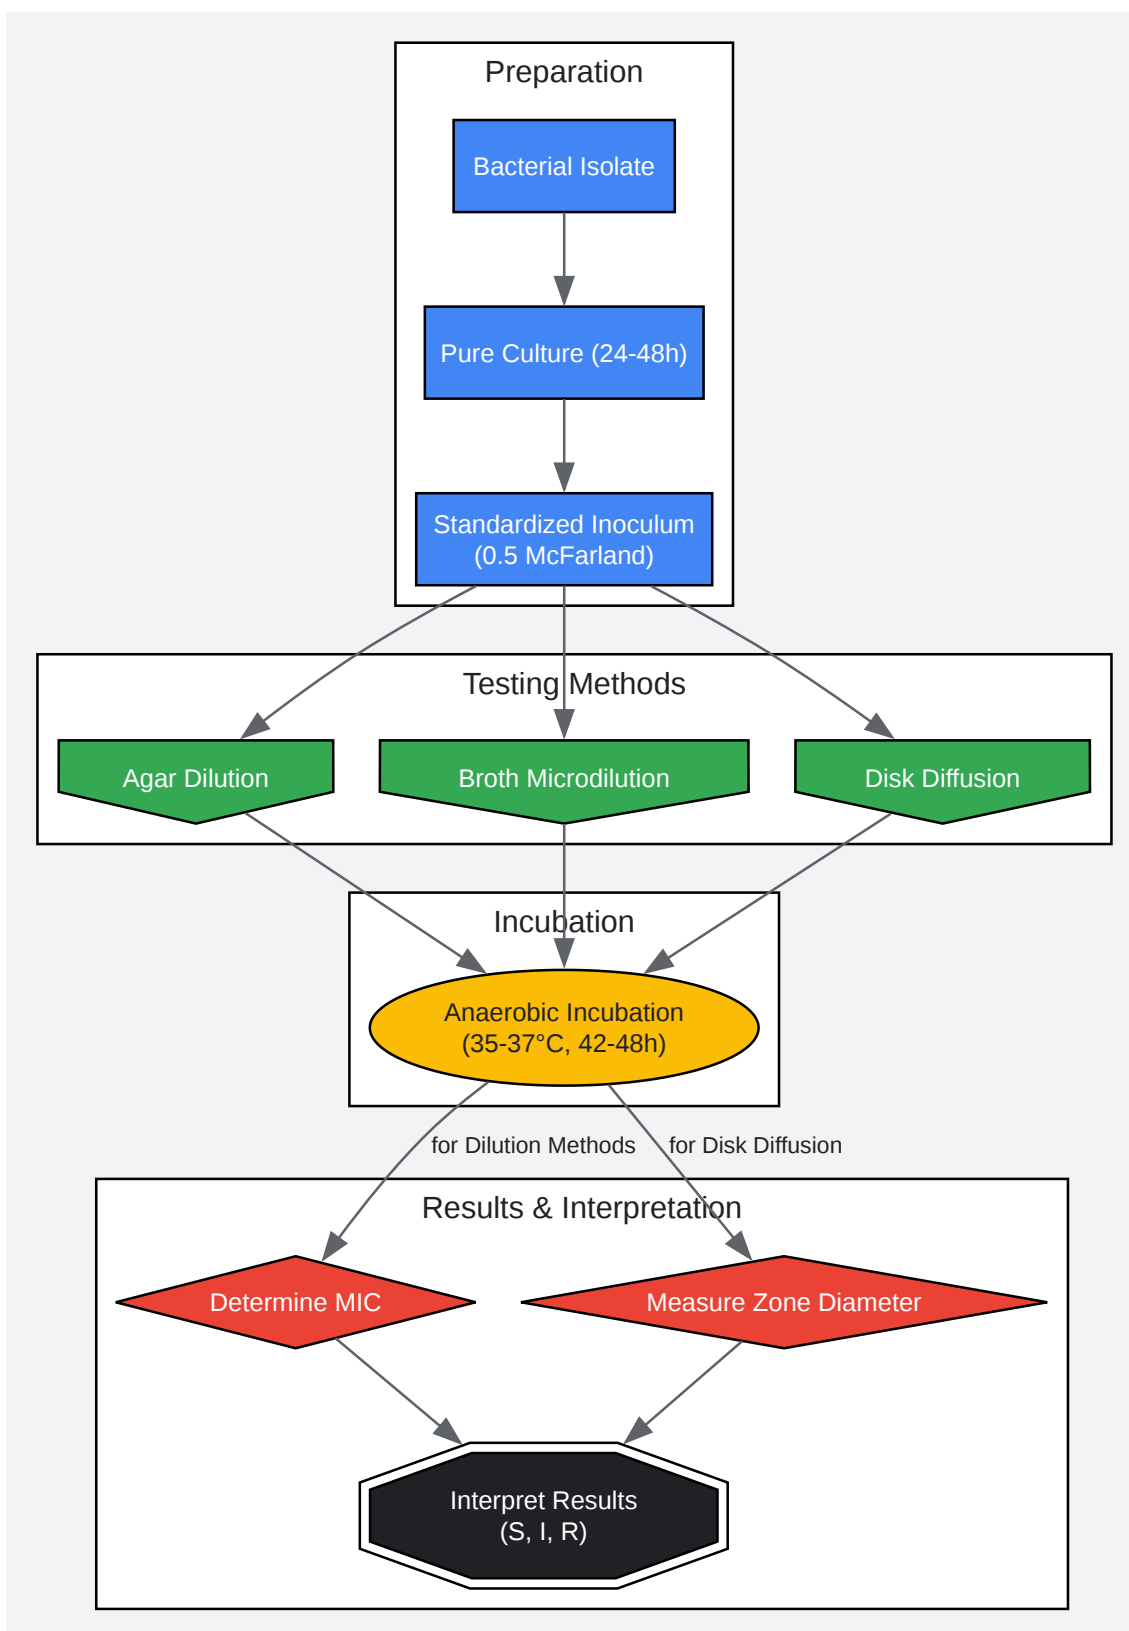 Preparation
Bacterial Isolate
Pure Culture (24-48h)
Standardized Inoculum
(0.5 McFarland)
Testing Methods
Agar Dilution
Broth Microdilution
Disk Diffusion
Incubation
Anaerobic Incubation
(35-37°C, 42-48h)
for Dilution Methods
for Disk Diffusion
Results & Interpretation
Determine MIC
Measure Zone Diameter
Interpret Results
(S, I, R)